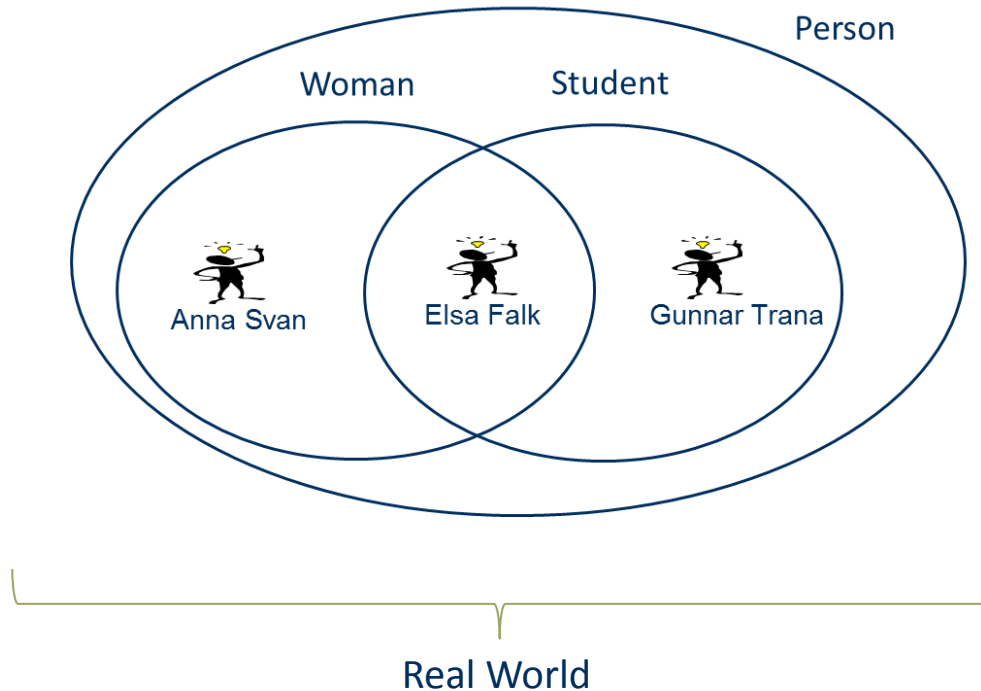 Person
Woman
Student
Anna Svan
Elsa Falk
Gunnar Trana
Real World